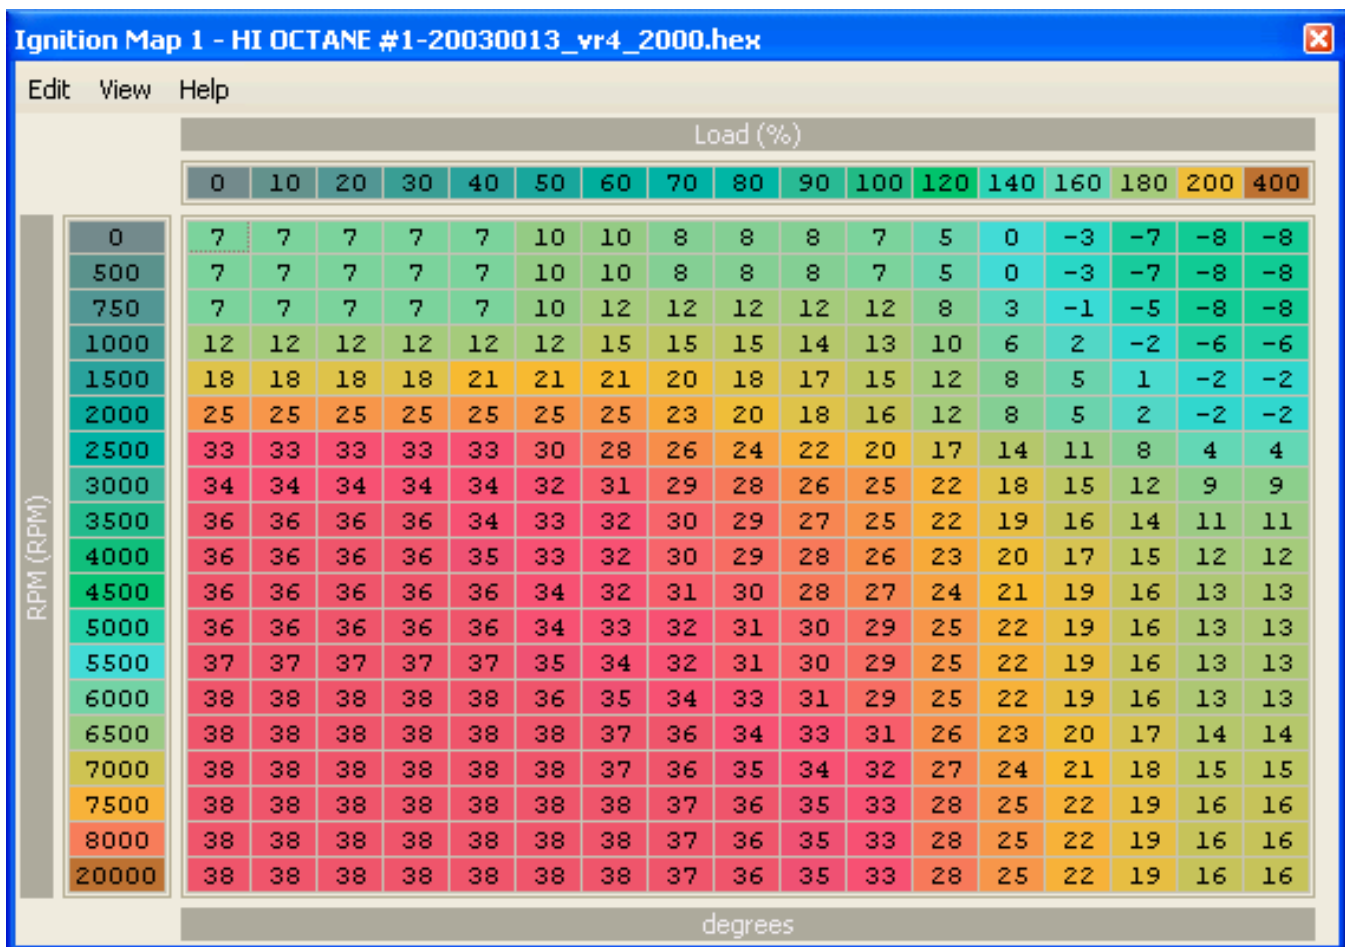 Ignition Map 1 - HI OCTANE #1-20030013_vr4_2000.hex
Edit View Help
Load (%)
0 10 20 30 40 50 60 70 80 90 100 120 140 160 180 200 400
RPM (RPM)
0 7 7 7 7 7 10 10 8 8 8 7 5 0 -3 -7 -8 -8
500 7 7 7 7 7 10 10 8 8 8 7 5 0 -3 -7 -8 -8
750 7 7 7 7 7 10 12 12 12 12 12 8 3 -1 -5 -8 -8
1000 12 12 12 12 12 12 15 15 15 14 13 10 6 2 -2 -6 -6
1500 18 18 18 18 21 21 21 20 18 17 15 12 8 5 1 -2 -2
2000 25 25 25 25 25 25 25 23 20 18 16 12 8 5 2 -2 -2
2500 33 33 33 33 33 30 28 26 24 22 20 17 14 11 8 4 4
3000 34 34 34 34 34 32 31 29 28 26 25 22 18 15 12 9 9
3500 36 36 36 36 34 33 32 30 29 27 25 22 19 16 14 11 11
4000 36 36 36 36 35 33 32 30 29 28 26 23 20 17 15 12 12
4500 36 36 36 36 36 34 32 31 30 28 27 24 21 19 16 13 13
5000 36 36 36 36 36 34 33 32 31 30 29 25 22 19 16 13 13
5500 37 37 37 37 37 35 34 32 31 30 29 25 22 19 16 13 13
6000 38 38 38 38 38 36 35 34 33 31 29 25 22 19 16 13 13
6500 38 38 38 38 38 38 37 36 34 33 31 26 23 20 17 14 14
7000 38 38 38 38 38 38 37 36 35 34 32 27 24 21 18 15 15
7500 38 38 38 38 38 38 38 37 36 35 33 28 25 22 19 16 16
8000 38 38 38 38 38 38 38 37 36 35 33 28 25 22 19 16 16
20000 38 38 38 38 38 38 38 37 36 35 33 28 25 22 19 16 16
degrees